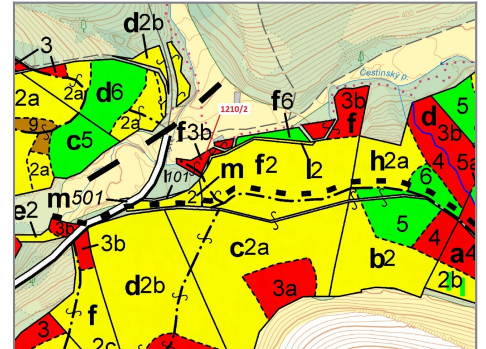 d2b
3
2a
2a
d6
Čestínský p.
1210/2
f6
3b
f
5
d
3b
9
2a
c5
f3b
2a
101
m
f2
l2
h2a
4
5a
6
m501
2
e2
3b
5
3b
c2a
4
a4
d2b
b2
2b
3a
f
3
2c